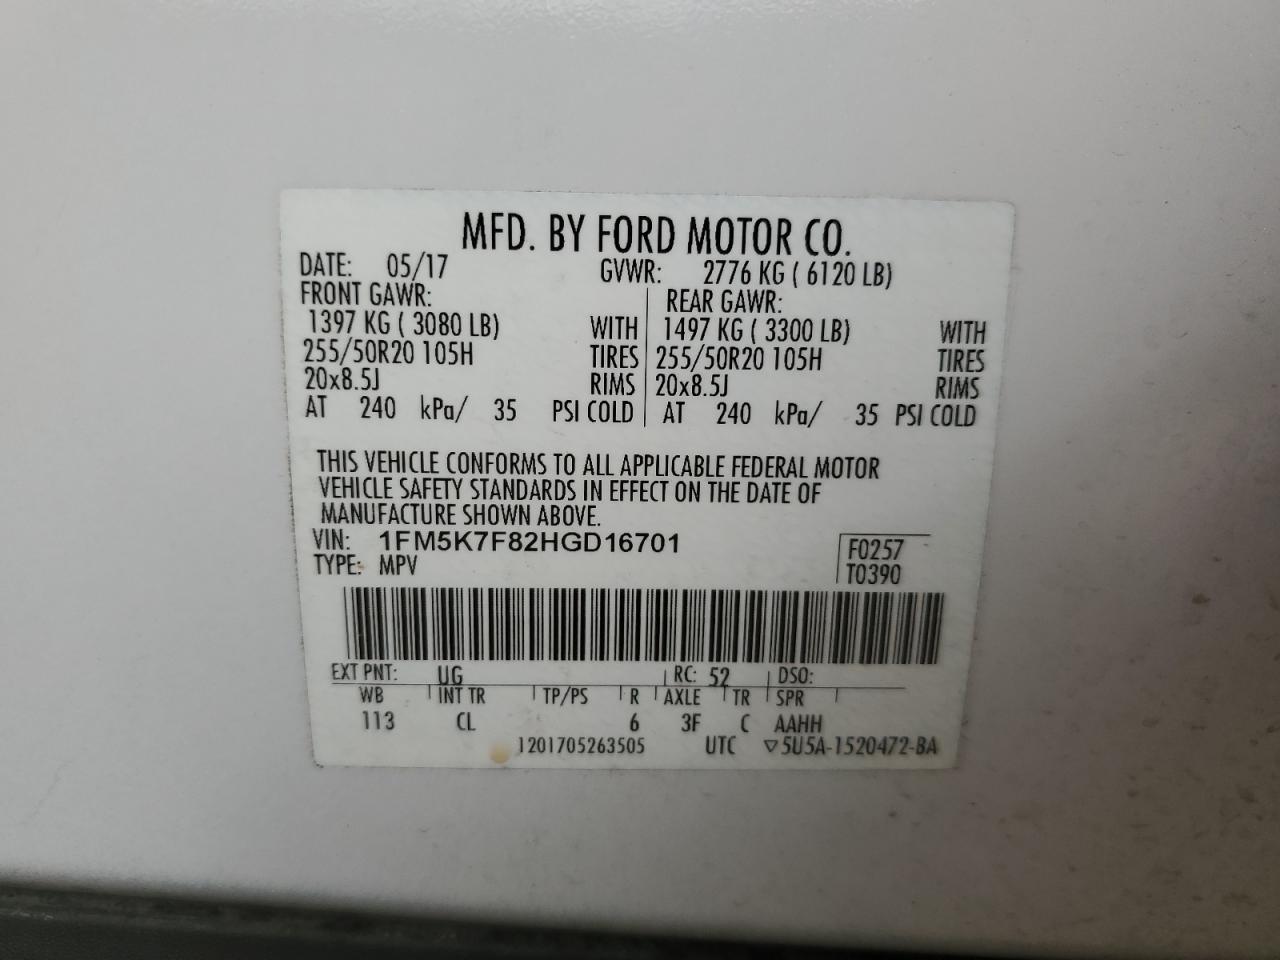 MFD. BY FORD MOTOR CO.
DATE: 05/17 GVWR: 2776 KG ( 6120 LB)
FRONT GAWR: REAR GAWR:
1397 KG ( 3080 LB) WITH 1497 KG ( 3300 LB) WITH
255/50R20 105H TIRES 255/50R20 105H TIRES
20x8.5J RIMS 20x8.5J RIMS
AT 240 kPa/ 35 PSI COLD AT 240 kPa/ 35 PSI COLD
THIS VEHICLE CONFORMS TO ALL APPLICABLE FEDERAL MOTOR
VEHICLE SAFETY STANDARDS IN EFFECT ON THE DATE OF
MANUFACTURE SHOWN ABOVE.
VIN: 1FM5K7F82HGD16701 F0257
TYPE: MPV T0390
EXT PNT: UG RC: 52 DSO:
WB INT TR TP/PS R AXLE TR SPR
113 CL 6 3F C AAHH
1201705263505 UTC ▽5U5A-1520472-BA